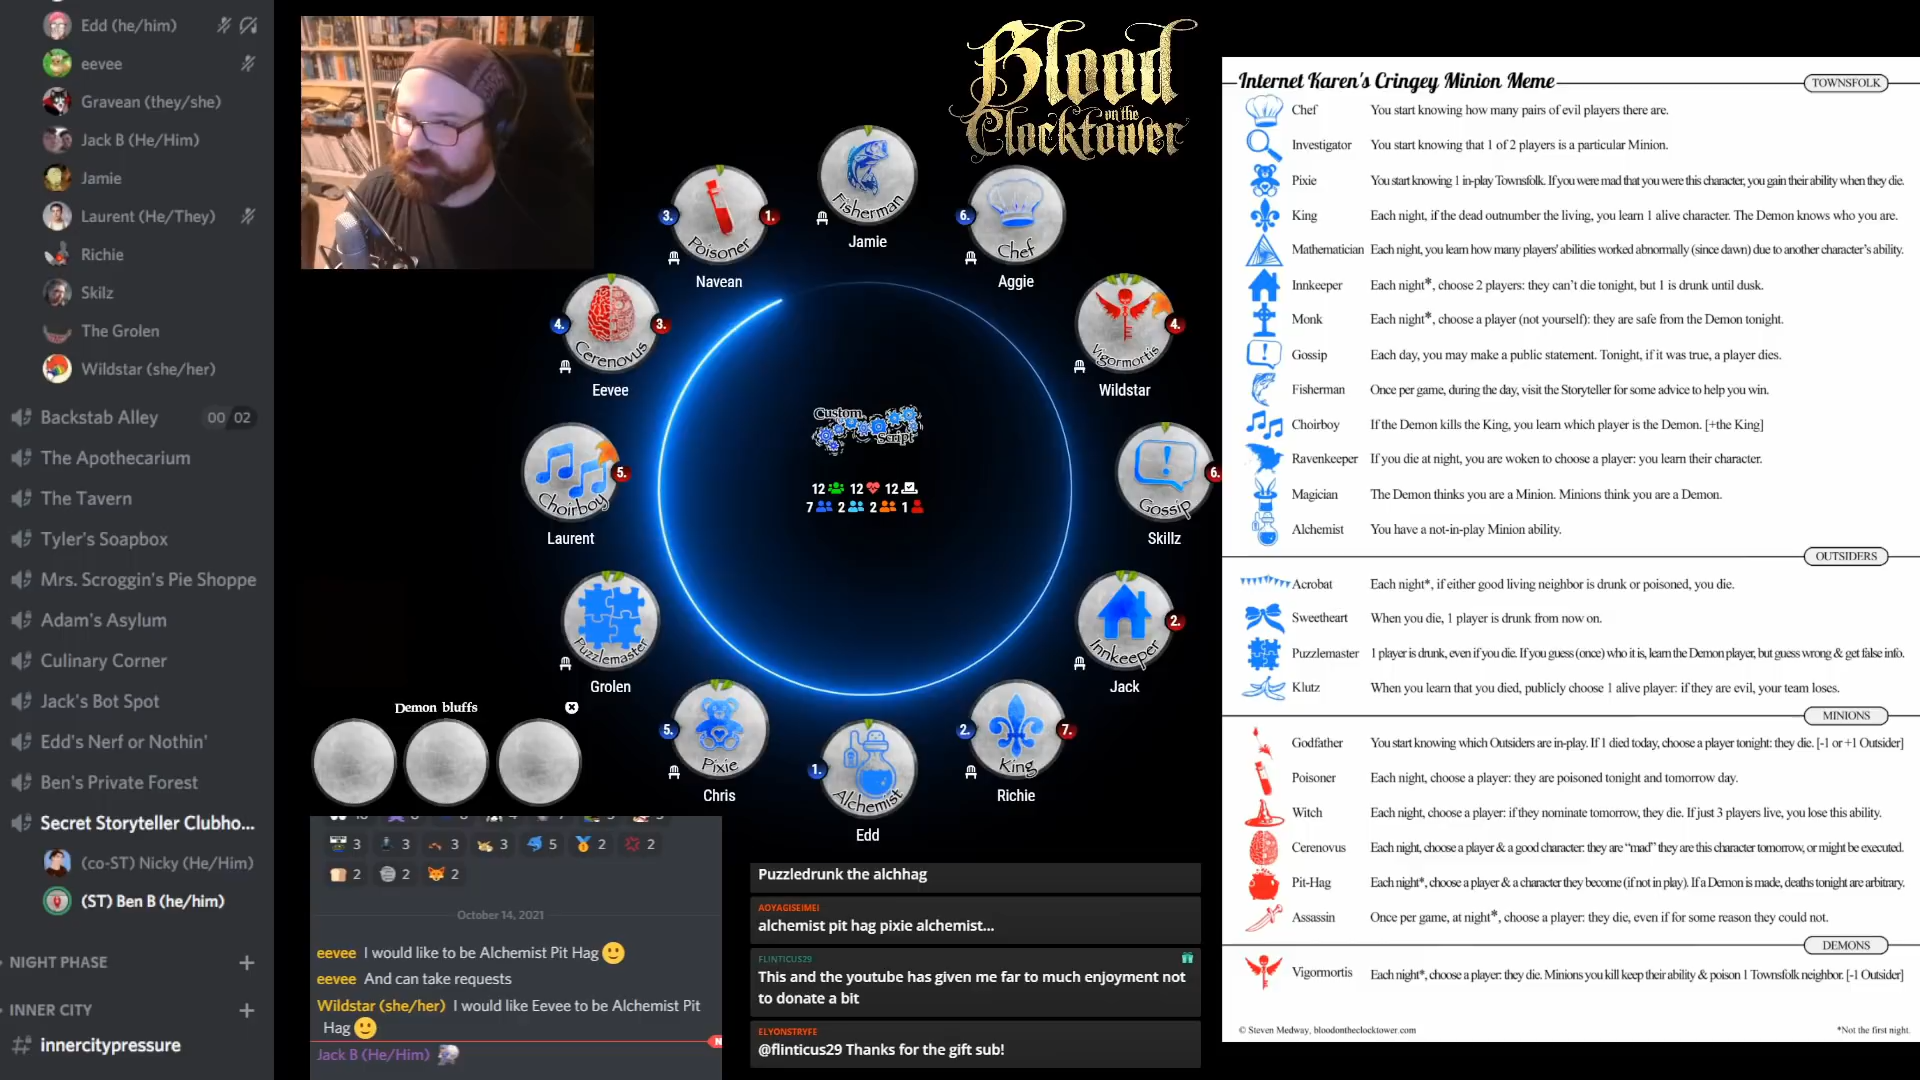 Edd (he/him)
eevee
Gravean (they/she)
Jack B (He/Him)
Jamie
Laurent (He/They)
Richie
Skilz
The Grolen
Wildstar (she/her)
Backstab Alley 00 02
The Apothecarium
The Tavern
Tyler's Soapbox
Mrs. Scroggin's Pie Shoppe
Adam's Asylum
Culinary Corner
Jack's Bot Spot
Edd's Nerf or Nothin'
Ben's Private Forest
Secret Storyteller Clubho...
(co-ST) Nicky (He/Him)
(ST) Ben B (he/him)
NIGHT PHASE
INNER CITY
innercitypressure
Blood
on the
Clocktower
Fisherman
Jamie
6.
Chef
Aggie
4.
Vigormortis
Wildstar
6.
Gossip
Skillz
2.
Innkeeper
Jack
2. 7.
King
Richie
1.
Alchemist
Edd
5.
Pixie
Chris
Puzzlemaster
Grolen
5.
Choirboy
Laurent
4. 3.
Cerenovus
Eevee
3. 1.
Poisoner
Navean
Custom
Script
12 12 12
7 2 2 1
Demon bluffs
3 3 3 3 5 2 2
2 2 2
October 14, 2021
eevee I would like to be Alchemist Pit Hag
eevee And can take requests
Wildstar (she/her) I would like Eevee to be Alchemist Pit
Hag
Jack B (He/Him)
Puzzledrunk the alchhag
AOYAGISEIMEI
alchemist pit hag pixie alchemist...
FLINTICUS29
This and the youtube has given me far to much enjoyment not
to donate a bit
ELYONSTRYFE
@flinticus29 Thanks for the gift sub!
Internet Karen's Cringey Minion Meme
TOWNSFOLK
Chef You start knowing how many pairs of evil players there are.
Investigator You start knowing that 1 of 2 players is a particular Minion.
Pixie You start knowing 1 in-play Townsfolk. If you were mad that you were this character, you gain their ability when they die.
King Each night, if the dead outnumber the living, you learn 1 alive character. The Demon knows who you are.
Mathematician Each night, you learn how many players' abilities worked abnormally (since dawn) due to another character's ability.
Innkeeper Each night*, choose 2 players: they can't die tonight, but 1 is drunk until dusk.
Monk Each night*, choose a player (not yourself): they are safe from the Demon tonight.
Gossip Each day, you may make a public statement. Tonight, if it was true, a player dies.
Fisherman Once per game, during the day, visit the Storyteller for some advice to help you win.
Choirboy If the Demon kills the King, you learn which player is the Demon. [+the King]
Ravenkeeper If you die at night, you are woken to choose a player: you learn their character.
Magician The Demon thinks you are a Minion. Minions think you are a Demon.
Alchemist You have a not-in-play Minion ability.
OUTSIDERS
Acrobat Each night*, if either good living neighbor is drunk or poisoned, you die.
Sweetheart When you die, 1 player is drunk from now on.
Puzzlemaster 1 player is drunk, even if you die. If you guess (once) who it is, learn the Demon player, but guess wrong & get false info.
Klutz When you learn that you died, publicly choose 1 alive player: if they are evil, your team loses.
MINIONS
Godfather You start knowing which Outsiders are in-play. If 1 died today, choose a player tonight: they die. [-1 or +1 Outsider]
Poisoner Each night, choose a player: they are poisoned tonight and tomorrow day.
Witch Each night, choose a player: if they nominate tomorrow, they die. If just 3 players live, you lose this ability.
Cerenovus Each night, choose a player & a good character: they are "mad" they are this character tomorrow, or might be executed.
Pit-Hag Each night*, choose a player & a character they become (if not in play). If a Demon is made, deaths tonight are arbitrary.
Assassin Once per game, at night*, choose a player: they die, even if for some reason they could not.
DEMONS
Vigormortis Each night*, choose a player: they die. Minions you kill keep their ability & poison 1 Townsfolk neighbor. [-1 Outsider]
© Steven Medway, bloodontheclocktower.com
*Not the first night.